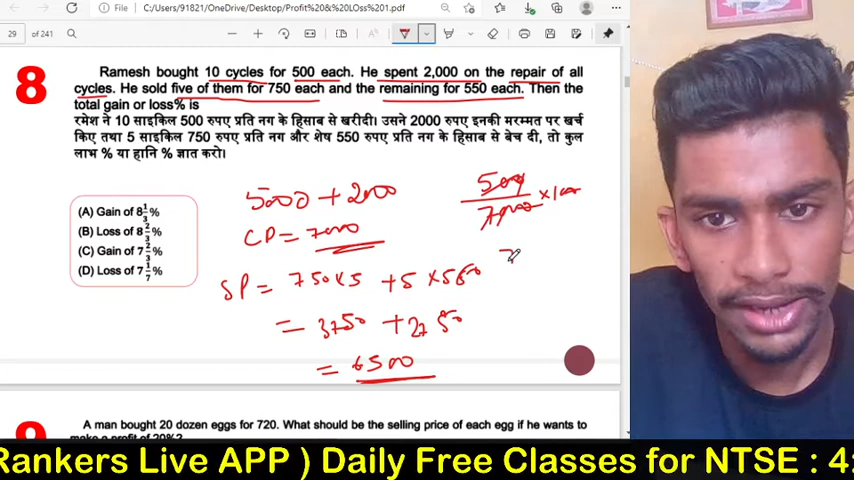 File | C:/Users/91821/OneDrive/Desktop/Profit%20&%20LOss%201.pdf
29 of 241
8
Ramesh bought 10 cycles for 500 each. He spent 2,000 on the repair of all
cycles. He sold five of them for 750 each and the remaining for 550 each. Then the
total gain or loss% is
रमेश ने 10 साइकिल 500 रुपए प्रति नग के हिसाब से खरीदी। उसने 2000 रुपए इनकी मरम्मत पर खर्च
किए तथा 5 साइकिल 750 रुपए प्रति नग और शेष 550 रुपए प्रति नग के हिसाब से बेच दी, तो कुल
लाभ % या हानि % ज्ञात करो।
(A) Gain of 8 1/3 %
(B) Loss of 8 2/3 %
(C) Gain of 7 2/3 %
(D) Loss of 7 1/7 %
5000 + 2000
CP = 7000
500/7000 × 100
SP = 750×5 + 5×550
= 3750 + 2750
= 6500
9
A man bought 20 dozen eggs for 720. What should be the selling price of each egg if he wants to
make a profit of 20%?
Rankers Live APP ) Daily Free Classes for NTSE : 4